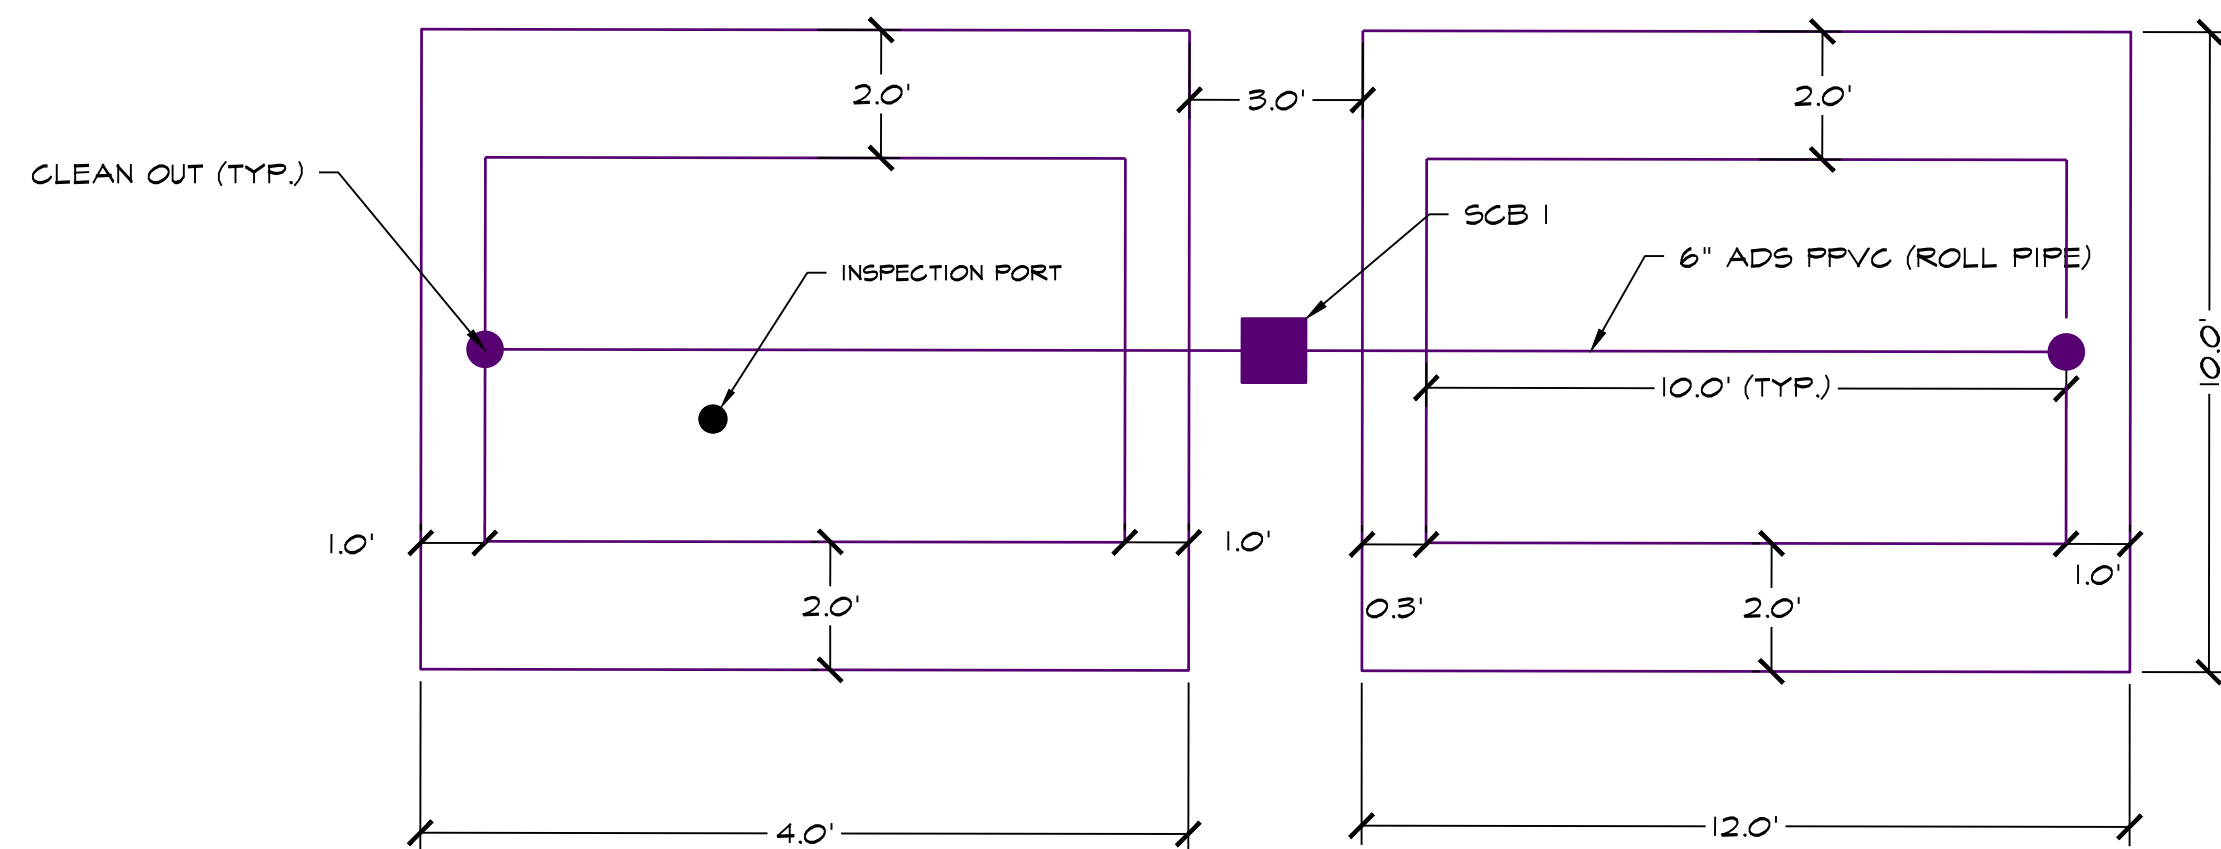 2.0'
2.0'
3.0'
CLEAN OUT (TYP.)
SCB 1
6" ADS PPVC (ROLL PIPE)
INSPECTION PORT
10.0'
10.0' (TYP.)
1.0'
1.0'
1.0'
2.0'
0.3'
2.0'
4.0'
12.0'